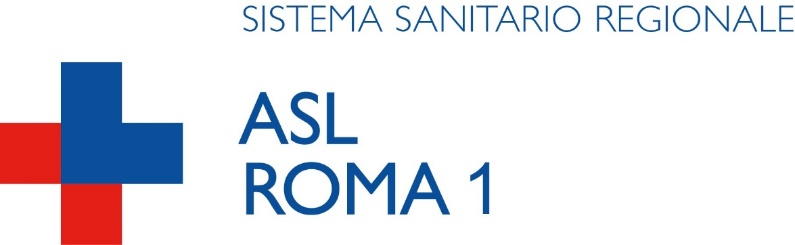 SISTEMA SANITARIO REGIONALE
ASL
ROMA 1